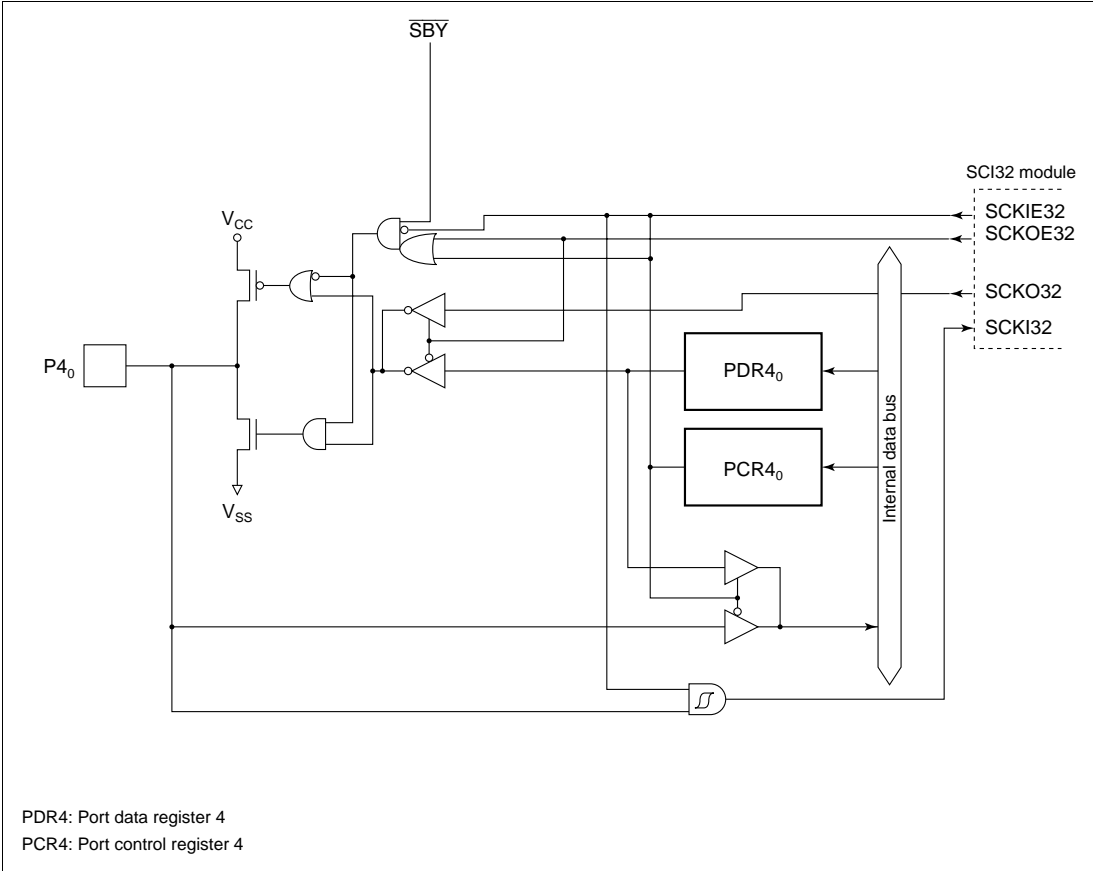 SBY
SCI32 module
SCKIE32
SCKOE32
SCKO32
SCKI32
VCC
P40
VSS
PDR40
PCR40
Internal data bus
PDR4: Port data register 4
PCR4: Port control register 4